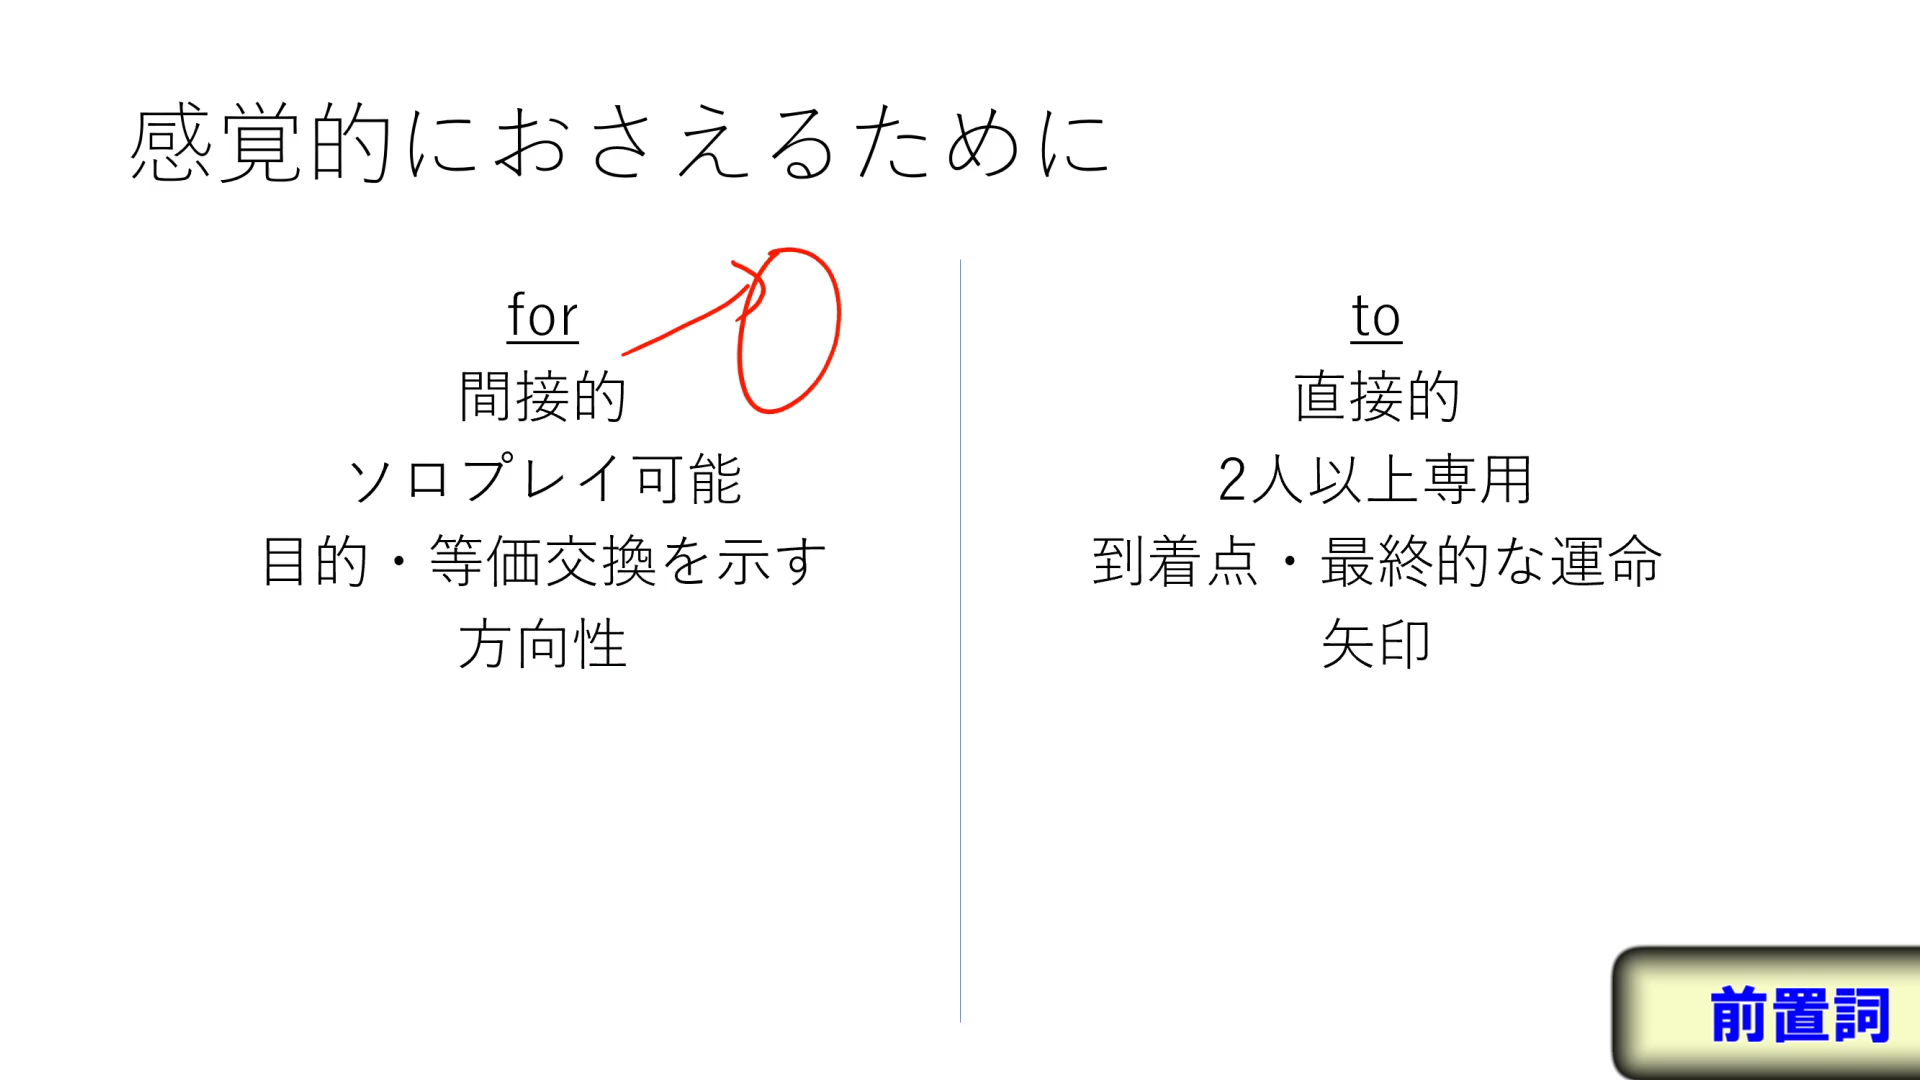 感覚的におさえるために
for
間接的
ソロプレイ可能
目的・等価交換を示す
方向性
to
直接的
2人以上専用
到着点・最終的な運命
矢印
前置詞